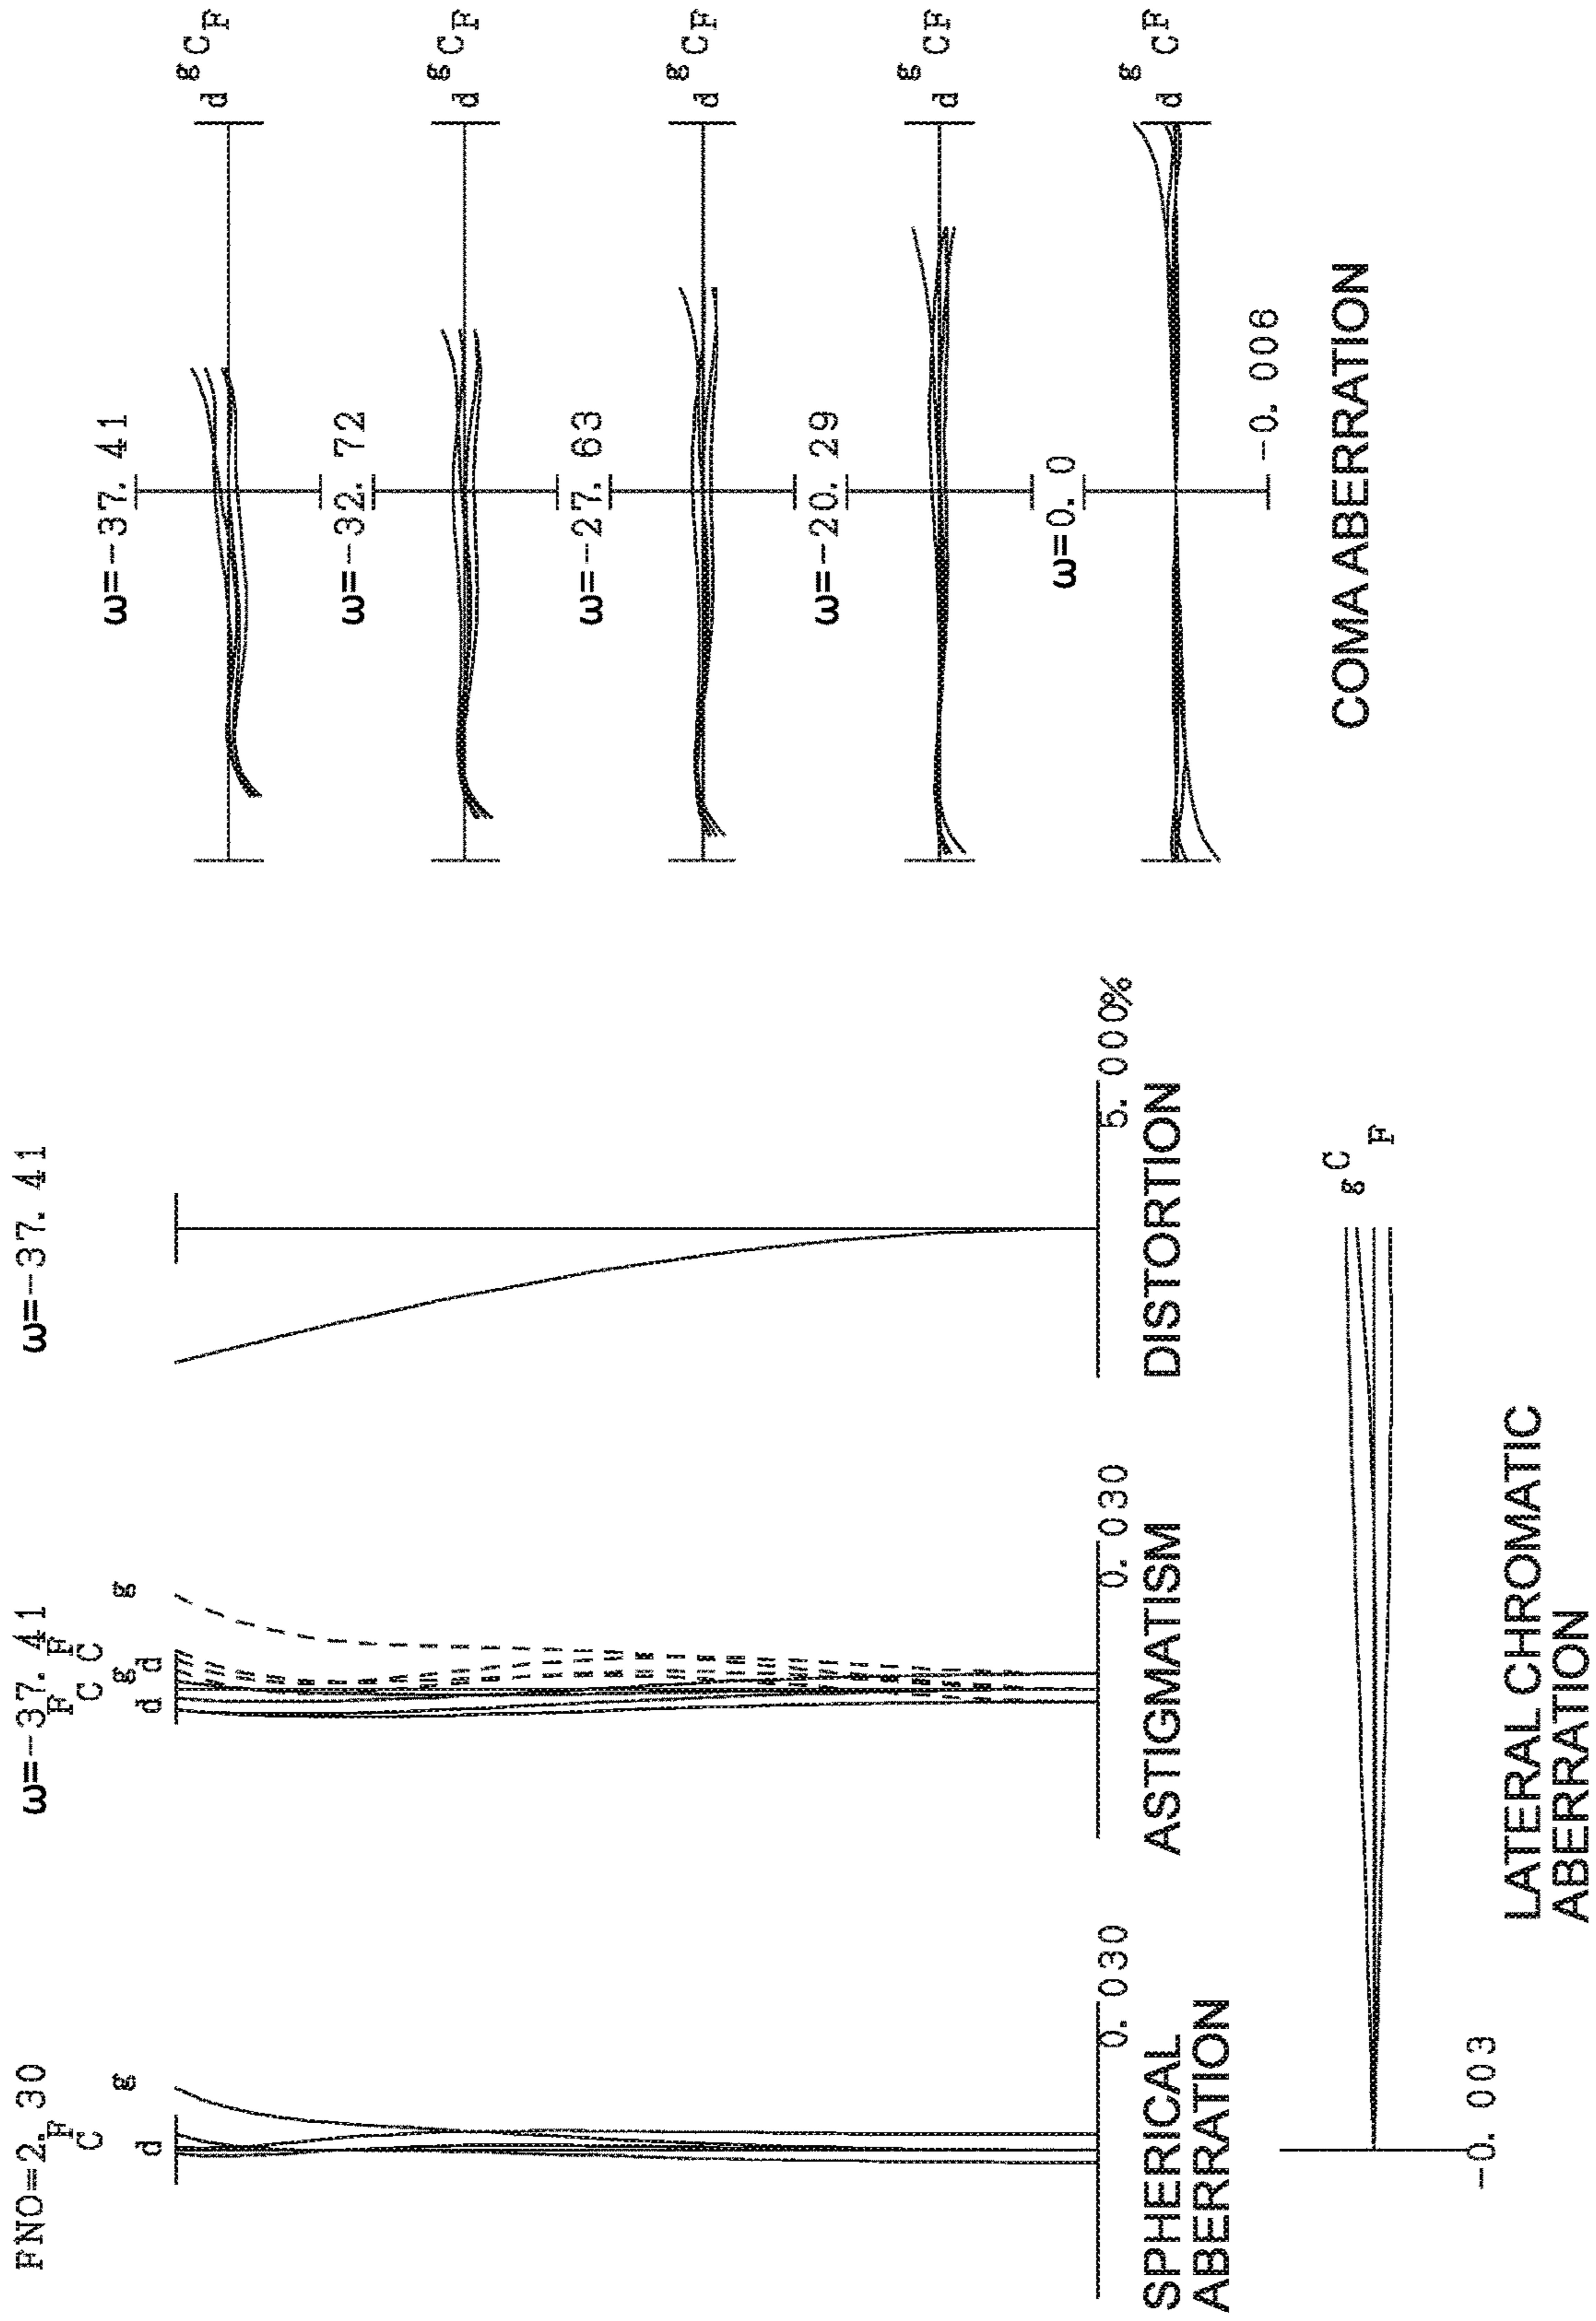 FNO=2. 30
F
C
d
g
0. 030
SPHERICAL
ABERRATION
ω=-37. 41
F
C
d
g
F
C
d
g
0. 030
ASTIGMATISM
ω=-37. 41
5. 000%
DISTORTION
-0. 003
g
C
F
LATERAL CHROMATIC
ABERRATION
ω=-37. 41
d
g
C
F
ω=-32. 72
d
g
C
F
ω=-27. 63
d
g
C
F
ω=-20. 29
d
g
C
F
ω=0. 0
d
g
C
F
-0. 006
COMA ABERRATION